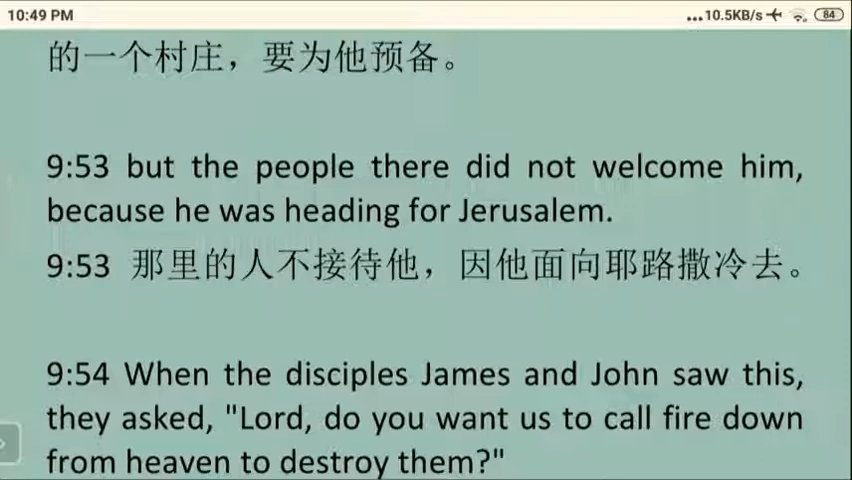 10:49 PM ...10.5KB/s 84
的一个村庄，要为他预备。
9:53 but the people there did not welcome him,
because he was heading for Jerusalem.
9:53 那里的人不接待他，因他面向耶路撒冷去。
9:54 When the disciples James and John saw this,
they asked, "Lord, do you want us to call fire down
from heaven to destroy them?"